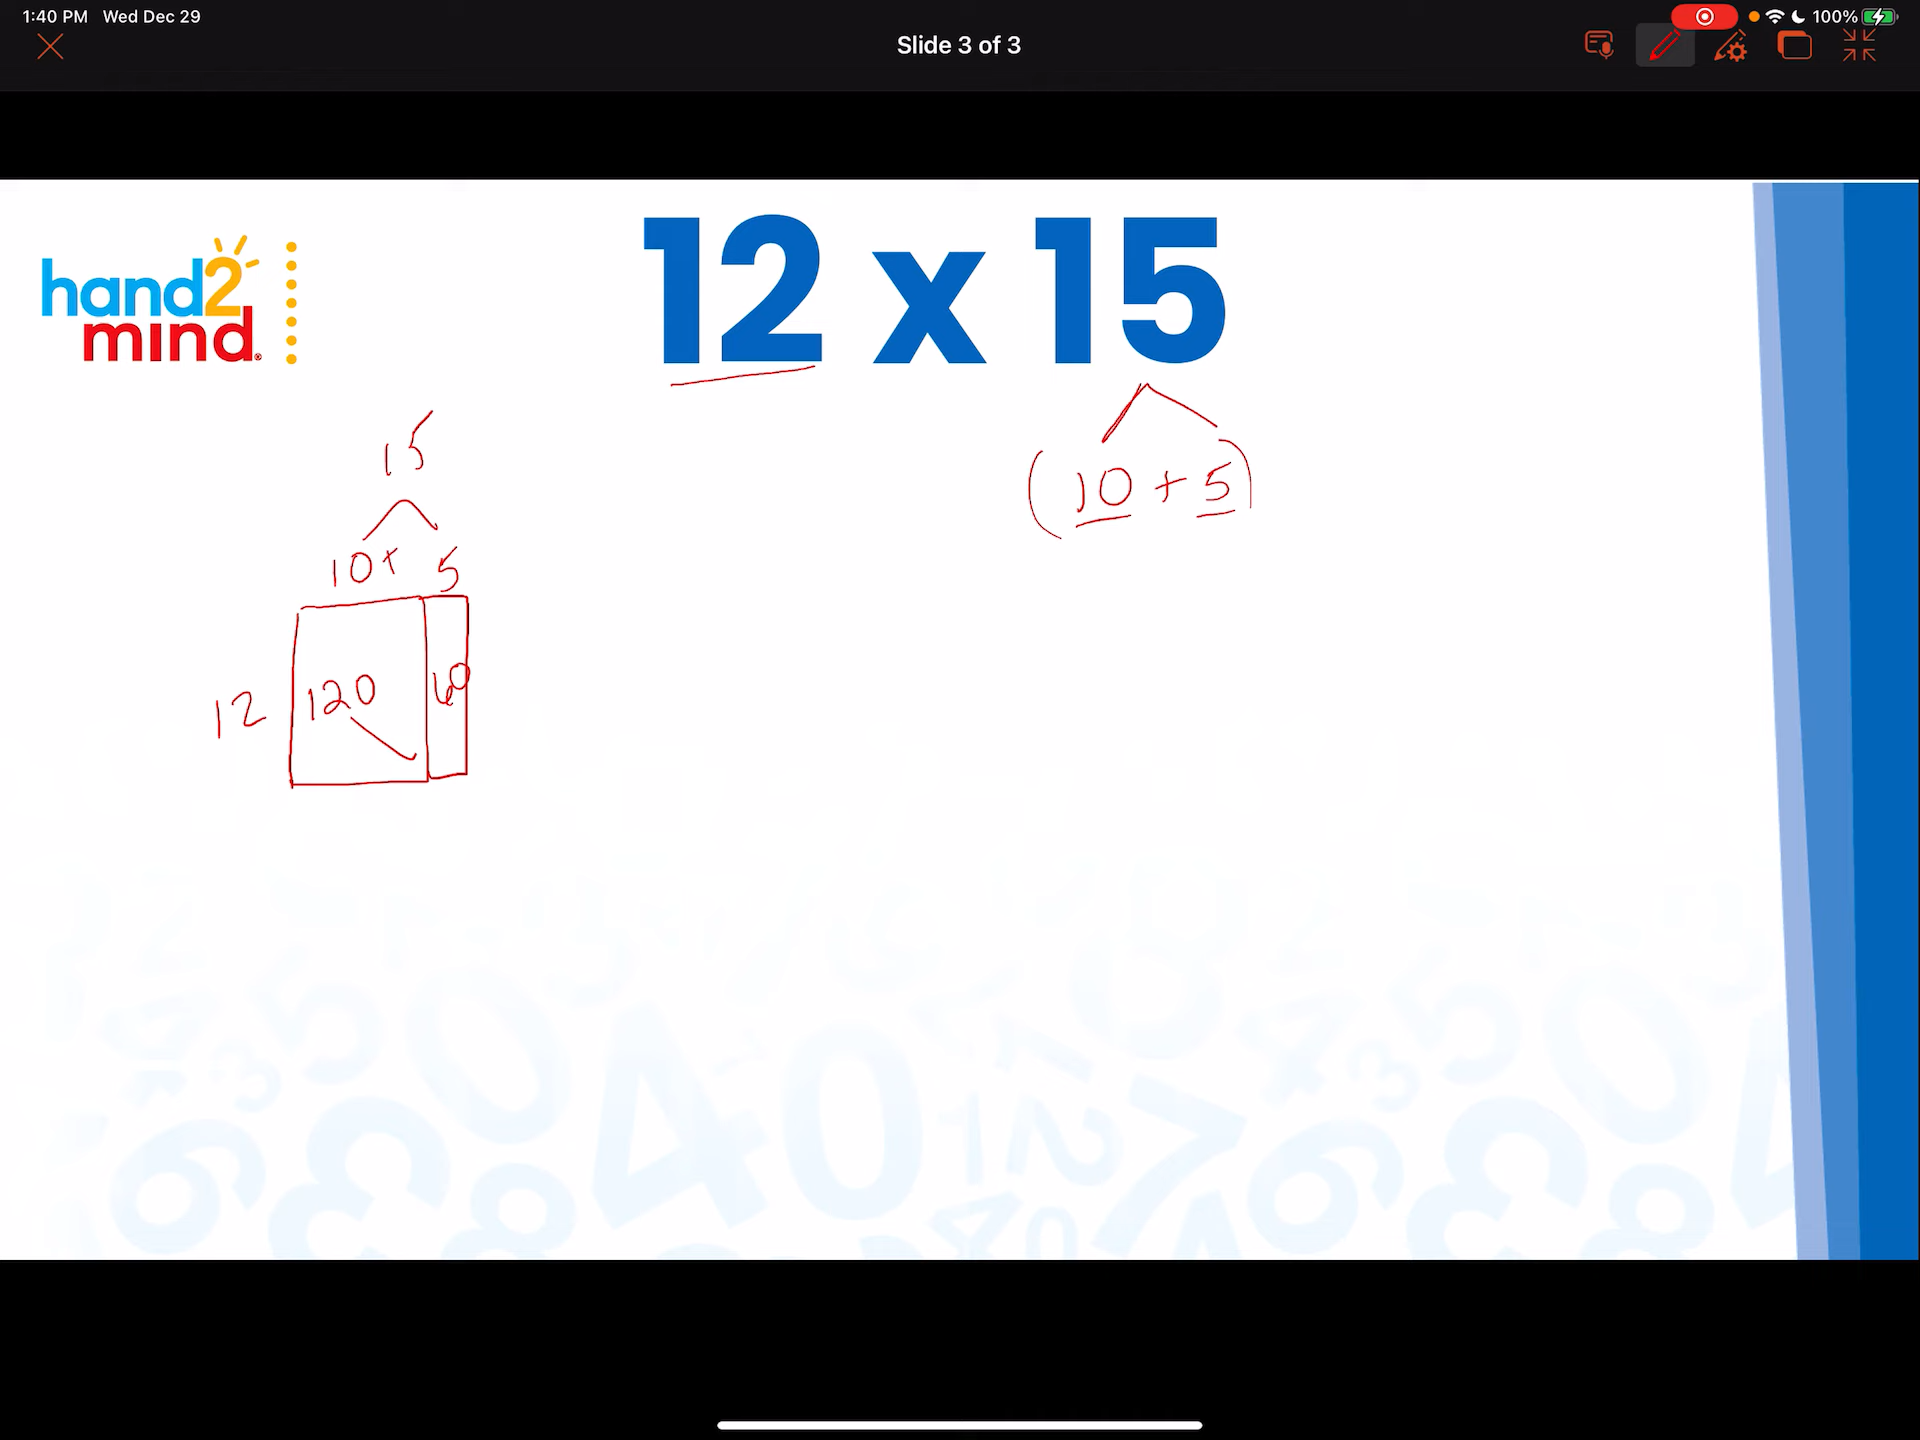 1:40 PM Wed Dec 29
100%
Slide 3 of 3
hand2
mind®
12 x 15
15
(10 + 5)
10+ 5
12 120 60